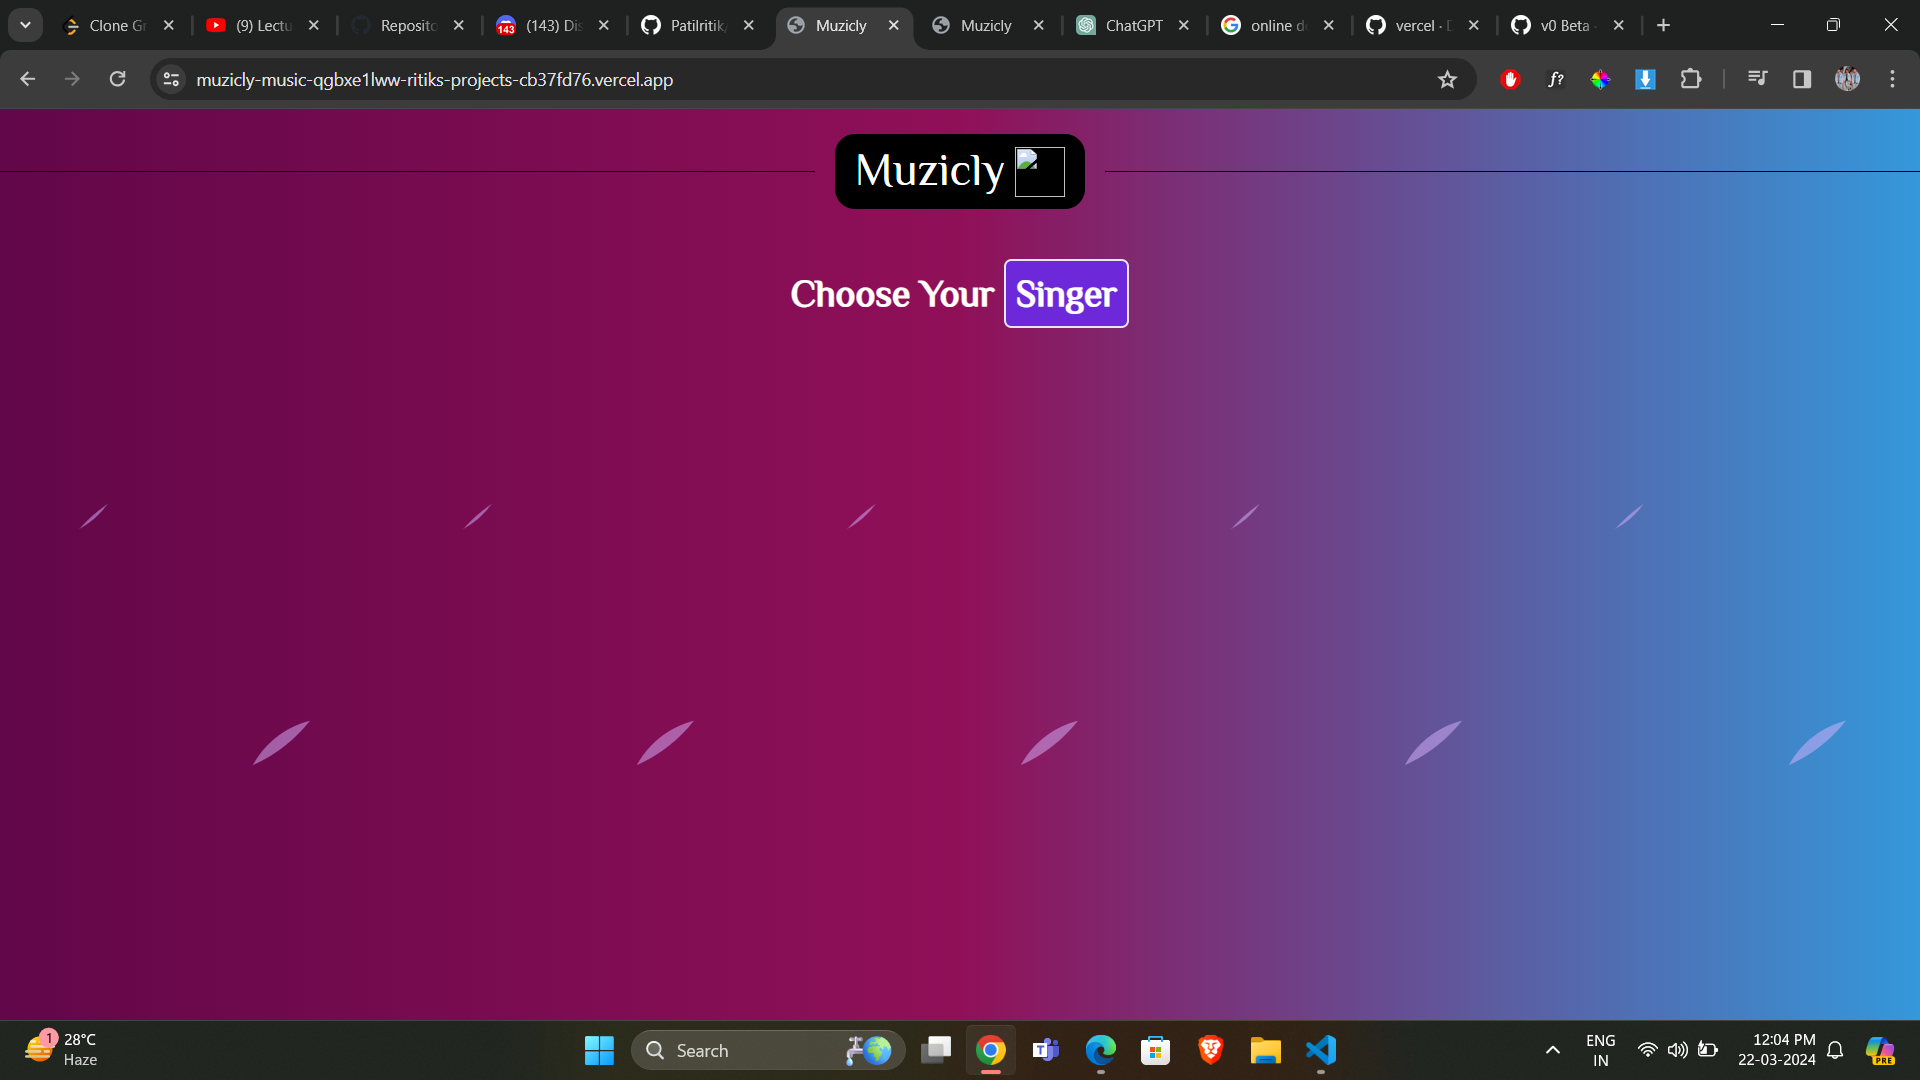 Clone Gr
(9) Lectu
Reposito
143
(143) Dis
Patilritik
Muzicly
Muzicly
ChatGPT
online d
vercel · D
v0 Beta
muzicly-music-qgbxe1lww-ritiks-projects-cb37fd76.vercel.app
f?
Muzicly
Choose Your Singer
1
28°C
Haze
Search
ENG
IN
12:04 PM
22-03-2024
PRE